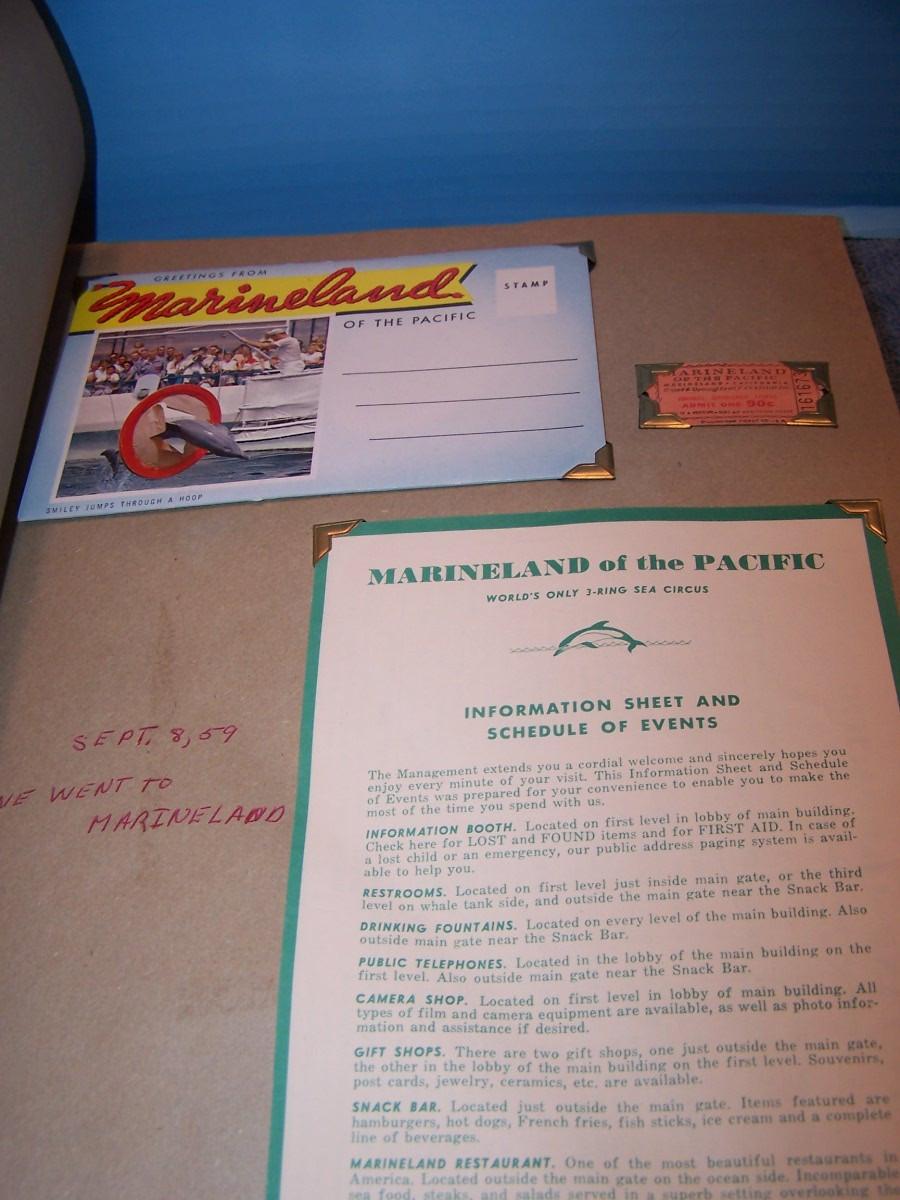 GREETINGS FROM
Marineland
OF THE PACIFIC
STAMP
SMILEY JUMPS THROUGH A HOOP
MARINELAND
OF THE PACIFIC
MARINELAND • CALIFORNIA
ADMIT ONE 90c
16167
MARINELAND of the PACIFIC
WORLD'S ONLY 3-RING SEA CIRCUS
INFORMATION SHEET AND
SCHEDULE OF EVENTS
The Management extends you a cordial welcome and sincerely hopes you
enjoy every minute of your visit. This Information Sheet and Schedule
of Events was prepared for your convenience to enable you to make the
most of the time you spend with us.
INFORMATION BOOTH. Located on first level in lobby of main building.
Check here for LOST and FOUND items and for FIRST AID. In case of
a lost child or an emergency, our public address paging system is avail-
able to help you.
RESTROOMS. Located on first level just inside main gate, or the third
level on whale tank side, and outside the main gate near the Snack Bar.
DRINKING FOUNTAINS. Located on every level of the main building. Also
outside main gate near the Snack Bar.
PUBLIC TELEPHONES. Located in the lobby of the main building on the
first level. Also outside main gate near the Snack Bar.
CAMERA SHOP. Located on first level in lobby of main building. All
types of film and camera equipment are available, as well as photo infor-
mation and assistance if desired.
GIFT SHOPS. There are two gift shops, one just outside the main gate,
the other in the lobby of the main building on the first level. Souvenirs,
post cards, jewelry, ceramics, etc. are available.
SNACK BAR. Located just outside the main gate. Items featured are
hamburgers, hot dogs, French fries, fish sticks, ice cream and a complete
line of beverages.
MARINELAND RESTAURANT. One of the most beautiful restaurants in
America. Located outside the main gate on the ocean side. Incomparable
sea food, steaks, and salads served in a superb setting overlooking the
SEPT. 8, 59
WE WENT TO
MARINELAND